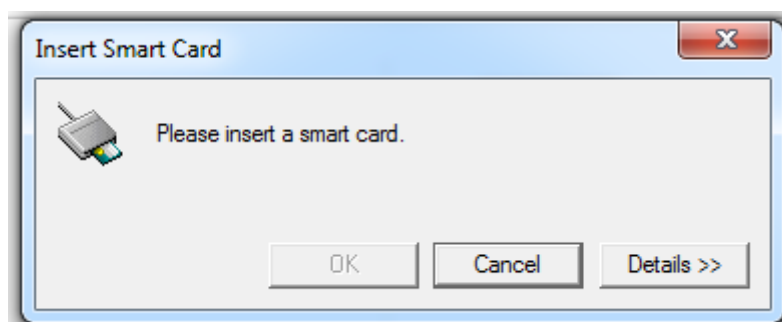 Insert Smart Card
Please insert a smart card.
OK
Cancel
Details >>